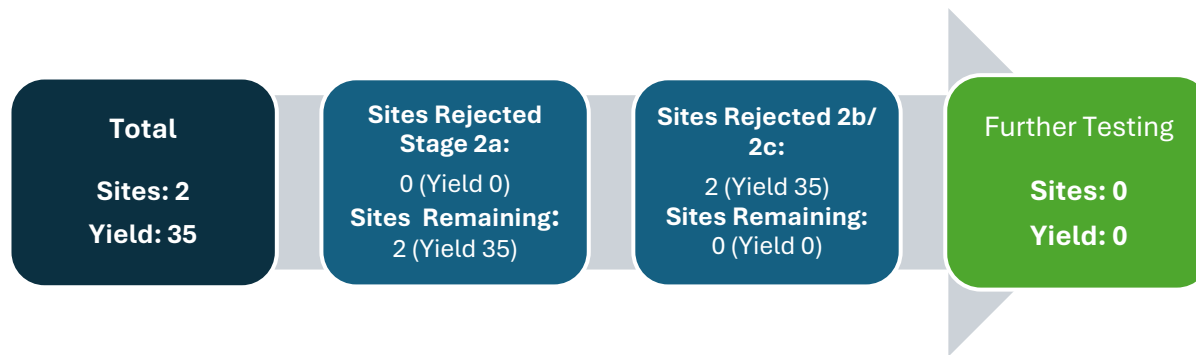 Total
Sites: 2
Yield: 35
Sites Rejected
Stage 2a:
0 (Yield 0)
Sites Remaining:
2 (Yield 35)
Sites Rejected 2b/
2c:
2 (Yield 35)
Sites Remaining:
0 (Yield 0)
Further Testing
Sites: 0
Yield: 0